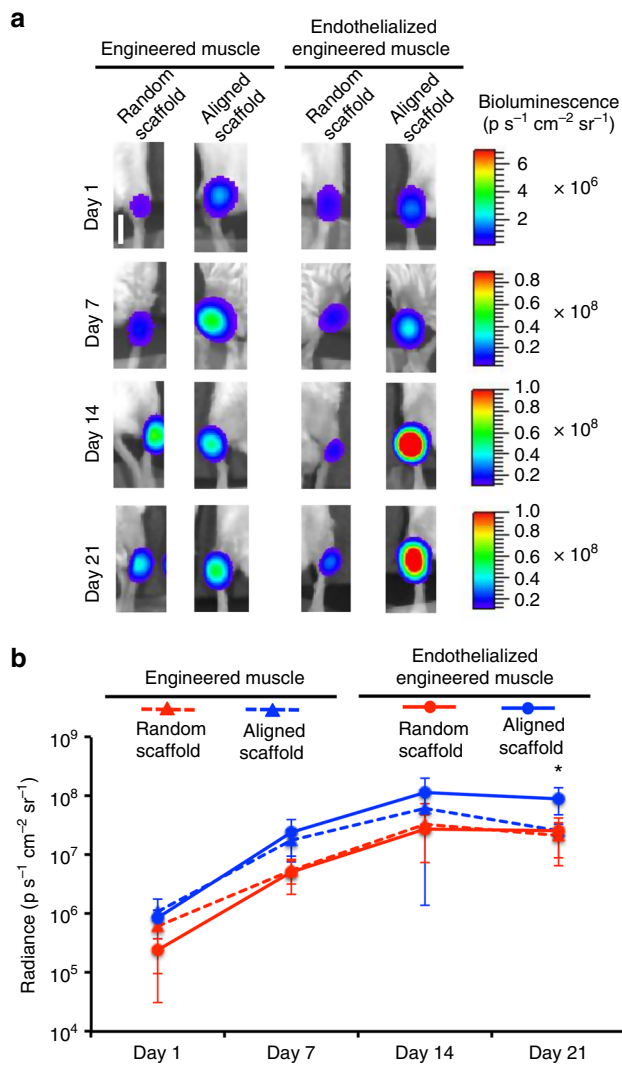 a
Engineered muscle
Endothelialized
engineered muscle
Random
scaffold
Aligned
scaffold
Random
scaffold
Aligned
scaffold
Bioluminescence
(p s⁻¹ cm⁻² sr⁻¹)
Day 1
6
4
2
× 10⁶
Day 7
0.8
0.6
0.4
0.2
× 10⁸
Day 14
1.0
0.8
0.6
0.4
0.2
× 10⁸
Day 21
1.0
0.8
0.6
0.4
0.2
× 10⁸
b
Engineered muscle
Endothelialized
engineered muscle
Random
scaffold
Aligned
scaffold
Random
scaffold
Aligned
scaffold
*
Radiance (p s⁻¹ cm⁻² sr⁻¹)
10⁹
10⁸
10⁷
10⁶
10⁵
10⁴
Day 1 Day 7 Day 14 Day 21